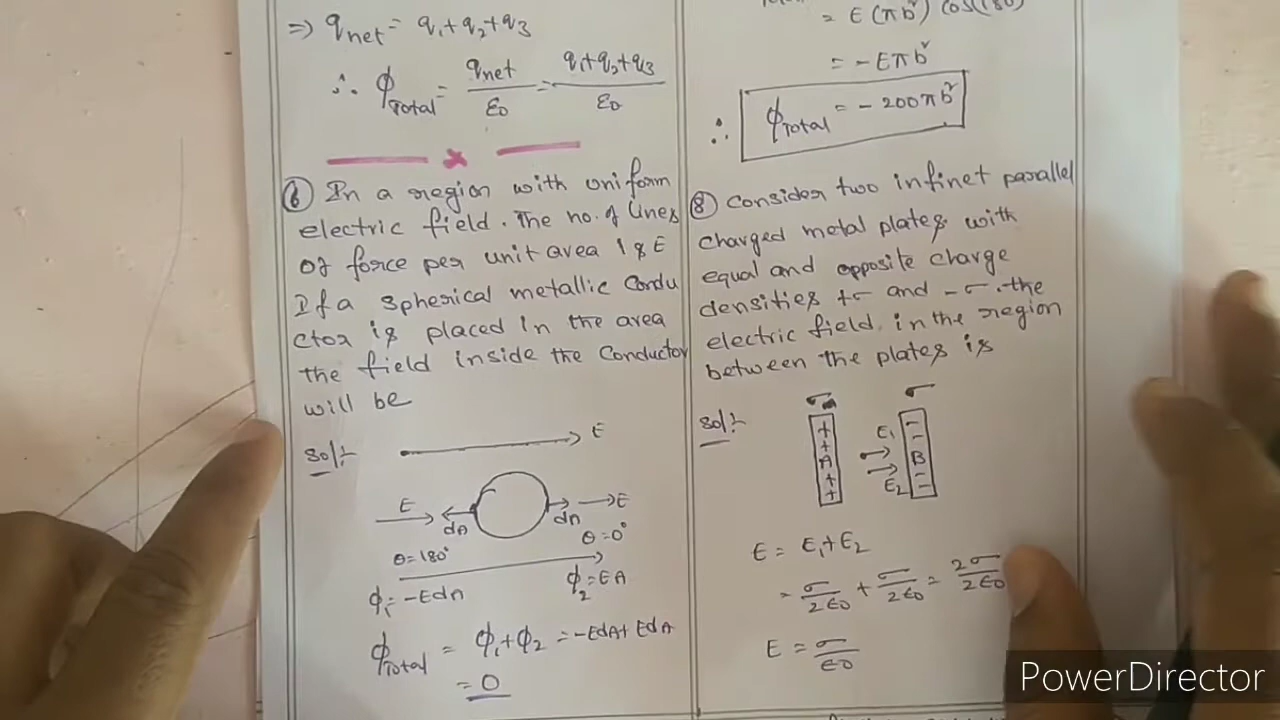 ⇒ q net = q₁+q₂+q₃
∴ ϕ Total = q net / ε₀ = q₁+q₂+q₃ / ε₀
⑥ In a region with uniform
electric field. The no. of lines
of force per unit area is E
If a spherical metallic condu
ctor is placed in the area
the field inside the conductor
will be
Sol:-
E
E dA dA E
θ=180° θ=0°
ϕ₁=-EdA ϕ₂=EA
ϕ Total = ϕ₁+ϕ₂ = -EdA+EdA
= 0
= E(πb²) cos(180)
= -Eπb²
∴ ϕ Total = -200πb²
⑧ Consider two infinet parallel
charged metal plates with
equal and opposite charge
densities +σ and -σ. the
electric field in the region
between the plates is
Sol:-
σ σ
+ + A + +
E₁
E₂
- - B - -
E = E₁+E₂
= σ/2ε₀ + σ/2ε₀ = 2σ/2ε₀
E = σ/ε₀
PowerDirector